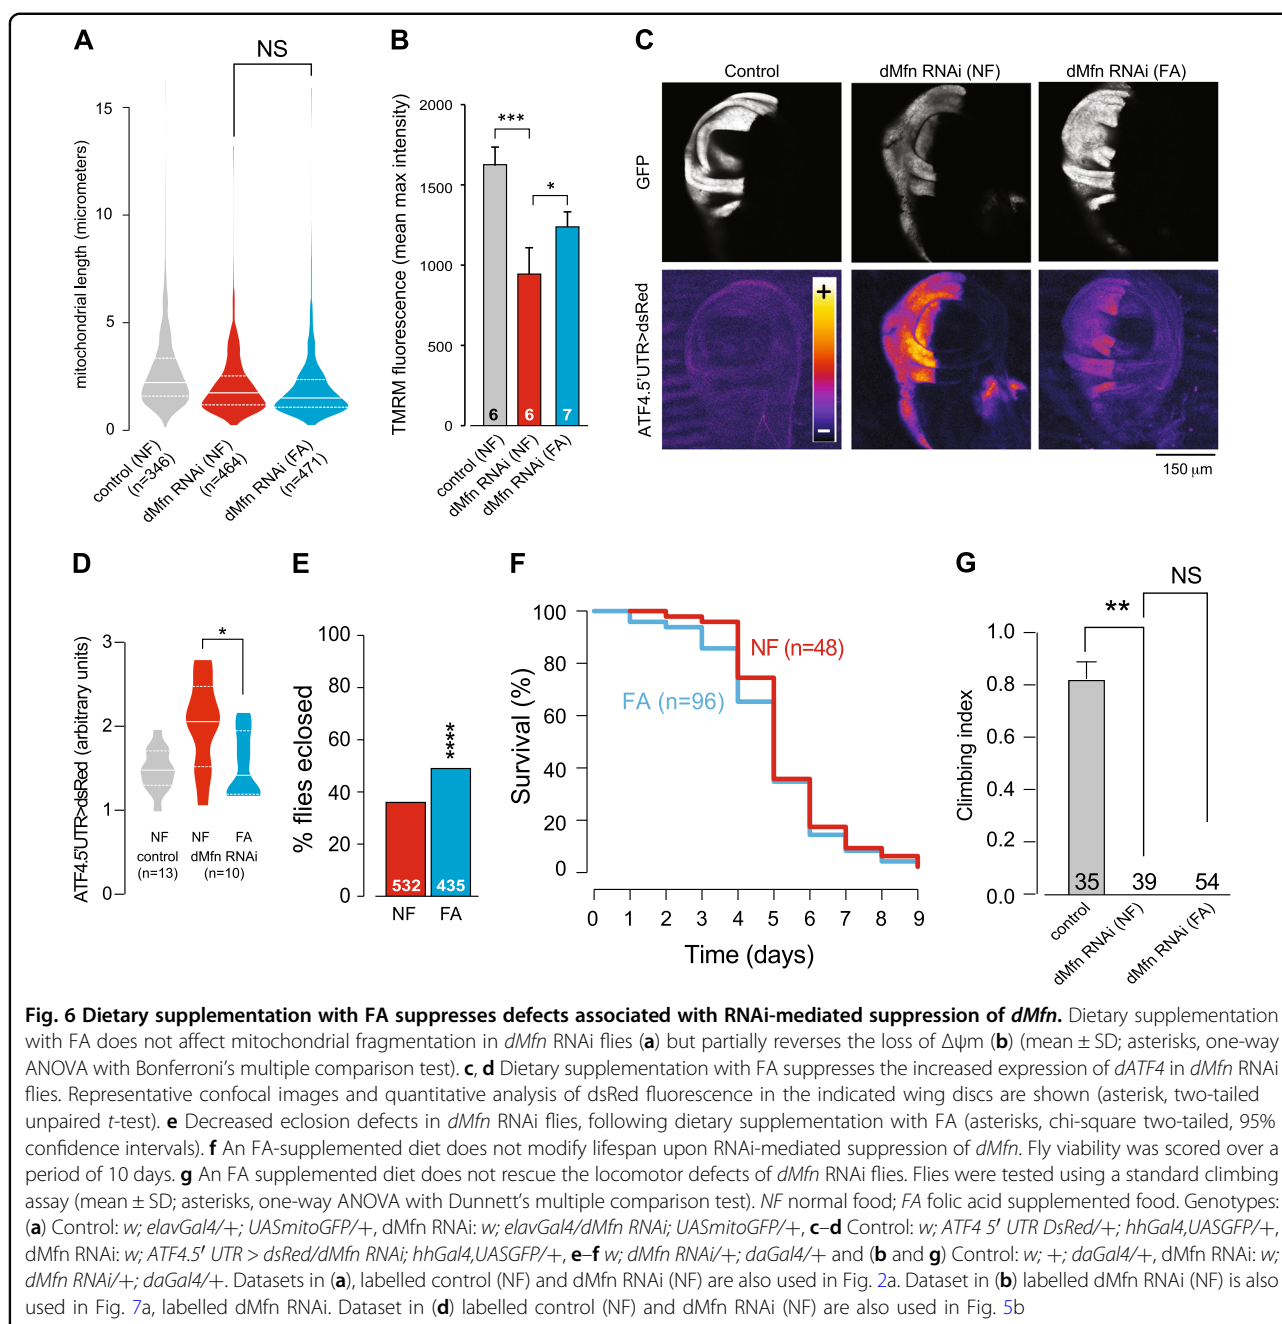 A
NS
mitochondrial length (micrometers)
15
10
5
0
control (NF)
(n=346)
dMfn RNAi (NF)
(n=464)
dMfn RNAi (FA)
(n=471)
B
TMRM fluorescence (mean max intensity)
2000
1500
1000
500
0
***
*
6
6
7
control (NF)
dMfn RNAi (NF)
dMfn RNAi (FA)
C
Control
dMfn RNAi (NF)
dMfn RNAi (FA)
GFP
ATF4.5'UTR>dsRed
+
−
150 µm
D
ATF4.5'UTR>dsRed (arbitrary units)
3
2
1
0
*
NF NF FA
control dMfn RNAi
(n=13) (n=10)
E
% flies eclosed
100
80
60
40
20
0
****
532
435
NF FA
F
Survival (%)
100
80
60
40
20
0
NF (n=48)
FA (n=96)
0 1 2 3 4 5 6 7 8 9
Time (days)
G
NS
**
Climbing index
1.0
0.8
0.6
0.4
0.2
0.0
35
39
54
control
dMfn RNAi (NF)
dMfn RNAi (FA)
Fig. 6 Dietary supplementation with FA suppresses defects associated with RNAi-mediated suppression of dMfn. Dietary supplementation
with FA does not affect mitochondrial fragmentation in dMfn RNAi flies (a) but partially reverses the loss of Δψm (b) (mean ± SD; asterisks, one-way
ANOVA with Bonferroni's multiple comparison test). c, d Dietary supplementation with FA suppresses the increased expression of dATF4 in dMfn RNAi
flies. Representative confocal images and quantitative analysis of dsRed fluorescence in the indicated wing discs are shown (asterisk, two-tailed
unpaired t-test). e Decreased eclosion defects in dMfn RNAi flies, following dietary supplementation with FA (asterisks, chi-square two-tailed, 95%
confidence intervals). f An FA-supplemented diet does not modify lifespan upon RNAi-mediated suppression of dMfn. Fly viability was scored over a
period of 10 days. g An FA supplemented diet does not rescue the locomotor defects of dMfn RNAi flies. Flies were tested using a standard climbing
assay (mean ± SD; asterisks, one-way ANOVA with Dunnett's multiple comparison test). NF normal food; FA folic acid supplemented food. Genotypes:
(a) Control: w; elavGal4/+; UASmitoGFP/+, dMfn RNAi: w; elavGal4/dMfn RNAi; UASmitoGFP/+, c–d Control: w; ATF4 5′ UTR DsRed/+; hhGal4,UASGFP/+,
dMfn RNAi: w; ATF4.5′ UTR > dsRed/dMfn RNAi; hhGal4,UASGFP/+, e–f w; dMfn RNAi/+; daGal4/+ and (b and g) Control: w; +; daGal4/+, dMfn RNAi: w;
dMfn RNAi/+; daGal4/+. Datasets in (a), labelled control (NF) and dMfn RNAi (NF) are also used in Fig. 2a. Dataset in (b) labelled dMfn RNAi (NF) is also
used in Fig. 7a, labelled dMfn RNAi. Dataset in (d) labelled control (NF) and dMfn RNAi (NF) are also used in Fig. 5b